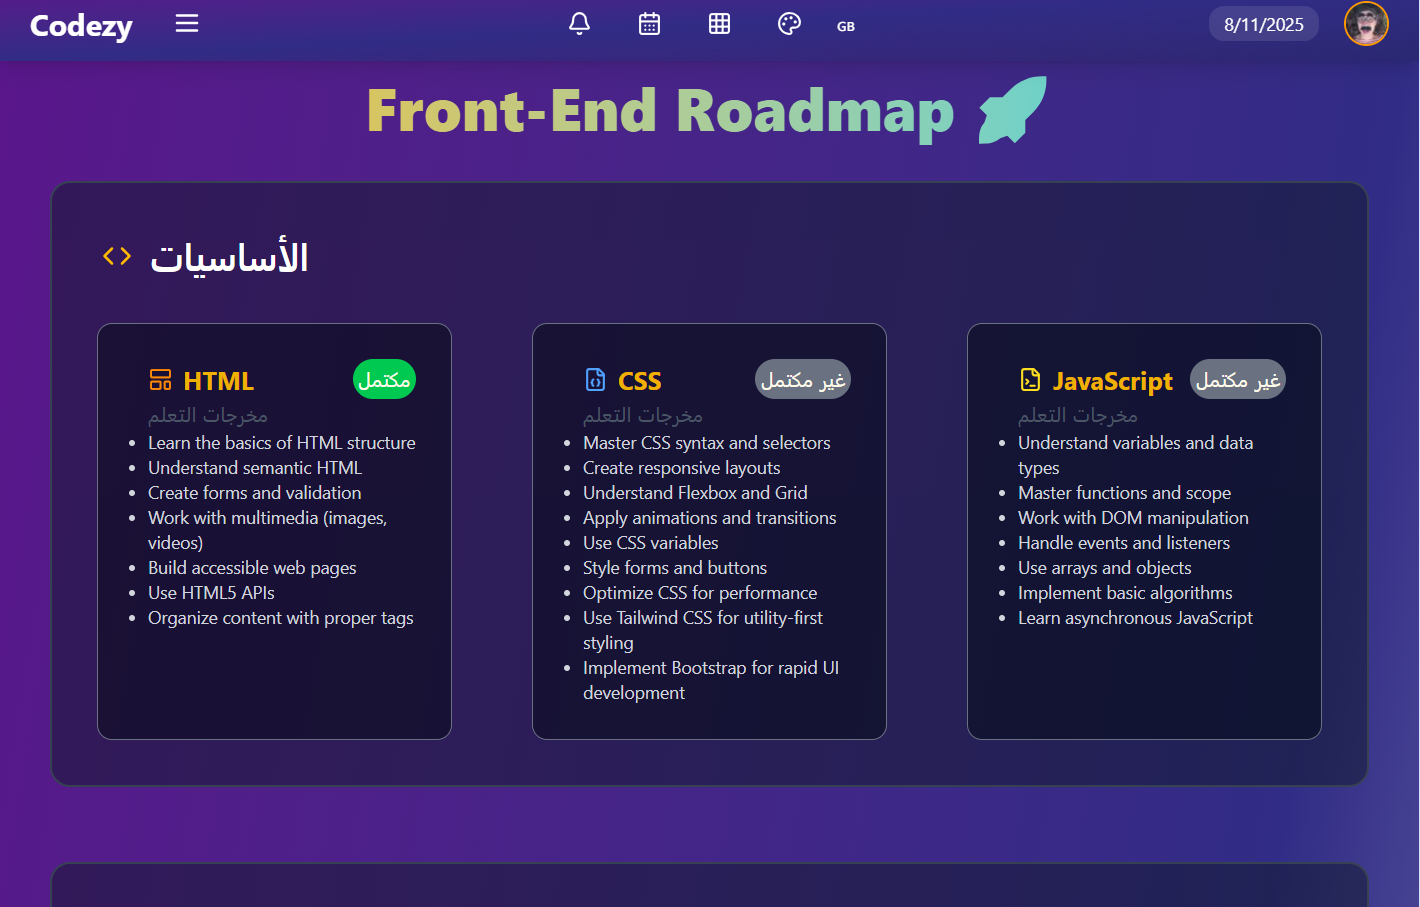 Codezy
GB
8/11/2025
Front-End Roadmap
الأساسيات
HTML
مكتمل
مخرجات التعلم
Learn the basics of HTML structure
Understand semantic HTML
Create forms and validation
Work with multimedia (images,
videos)
Build accessible web pages
Use HTML5 APIs
Organize content with proper tags
CSS
غير مكتمل
مخرجات التعلم
Master CSS syntax and selectors
Create responsive layouts
Understand Flexbox and Grid
Apply animations and transitions
Use CSS variables
Style forms and buttons
Optimize CSS for performance
Use Tailwind CSS for utility-first
styling
Implement Bootstrap for rapid UI
development
JavaScript
غير مكتمل
مخرجات التعلم
Understand variables and data
types
Master functions and scope
Work with DOM manipulation
Handle events and listeners
Use arrays and objects
Implement basic algorithms
Learn asynchronous JavaScript